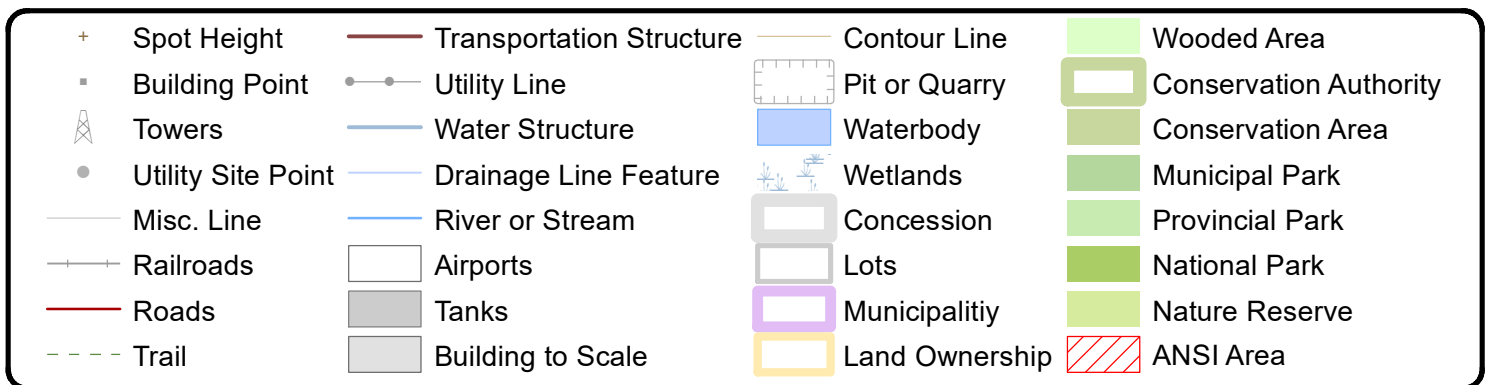 Spot Height
Building Point
Towers
Utility Site Point
Misc. Line
Railroads
Roads
Trail
Transportation Structure
Utility Line
Water Structure
Drainage Line Feature
River or Stream
Airports
Tanks
Building to Scale
Contour Line
Pit or Quarry
Waterbody
Wetlands
Concession
Lots
Municipalitiy
Land Ownership
Wooded Area
Conservation Authority
Conservation Area
Municipal Park
Provincial Park
National Park
Nature Reserve
ANSI Area